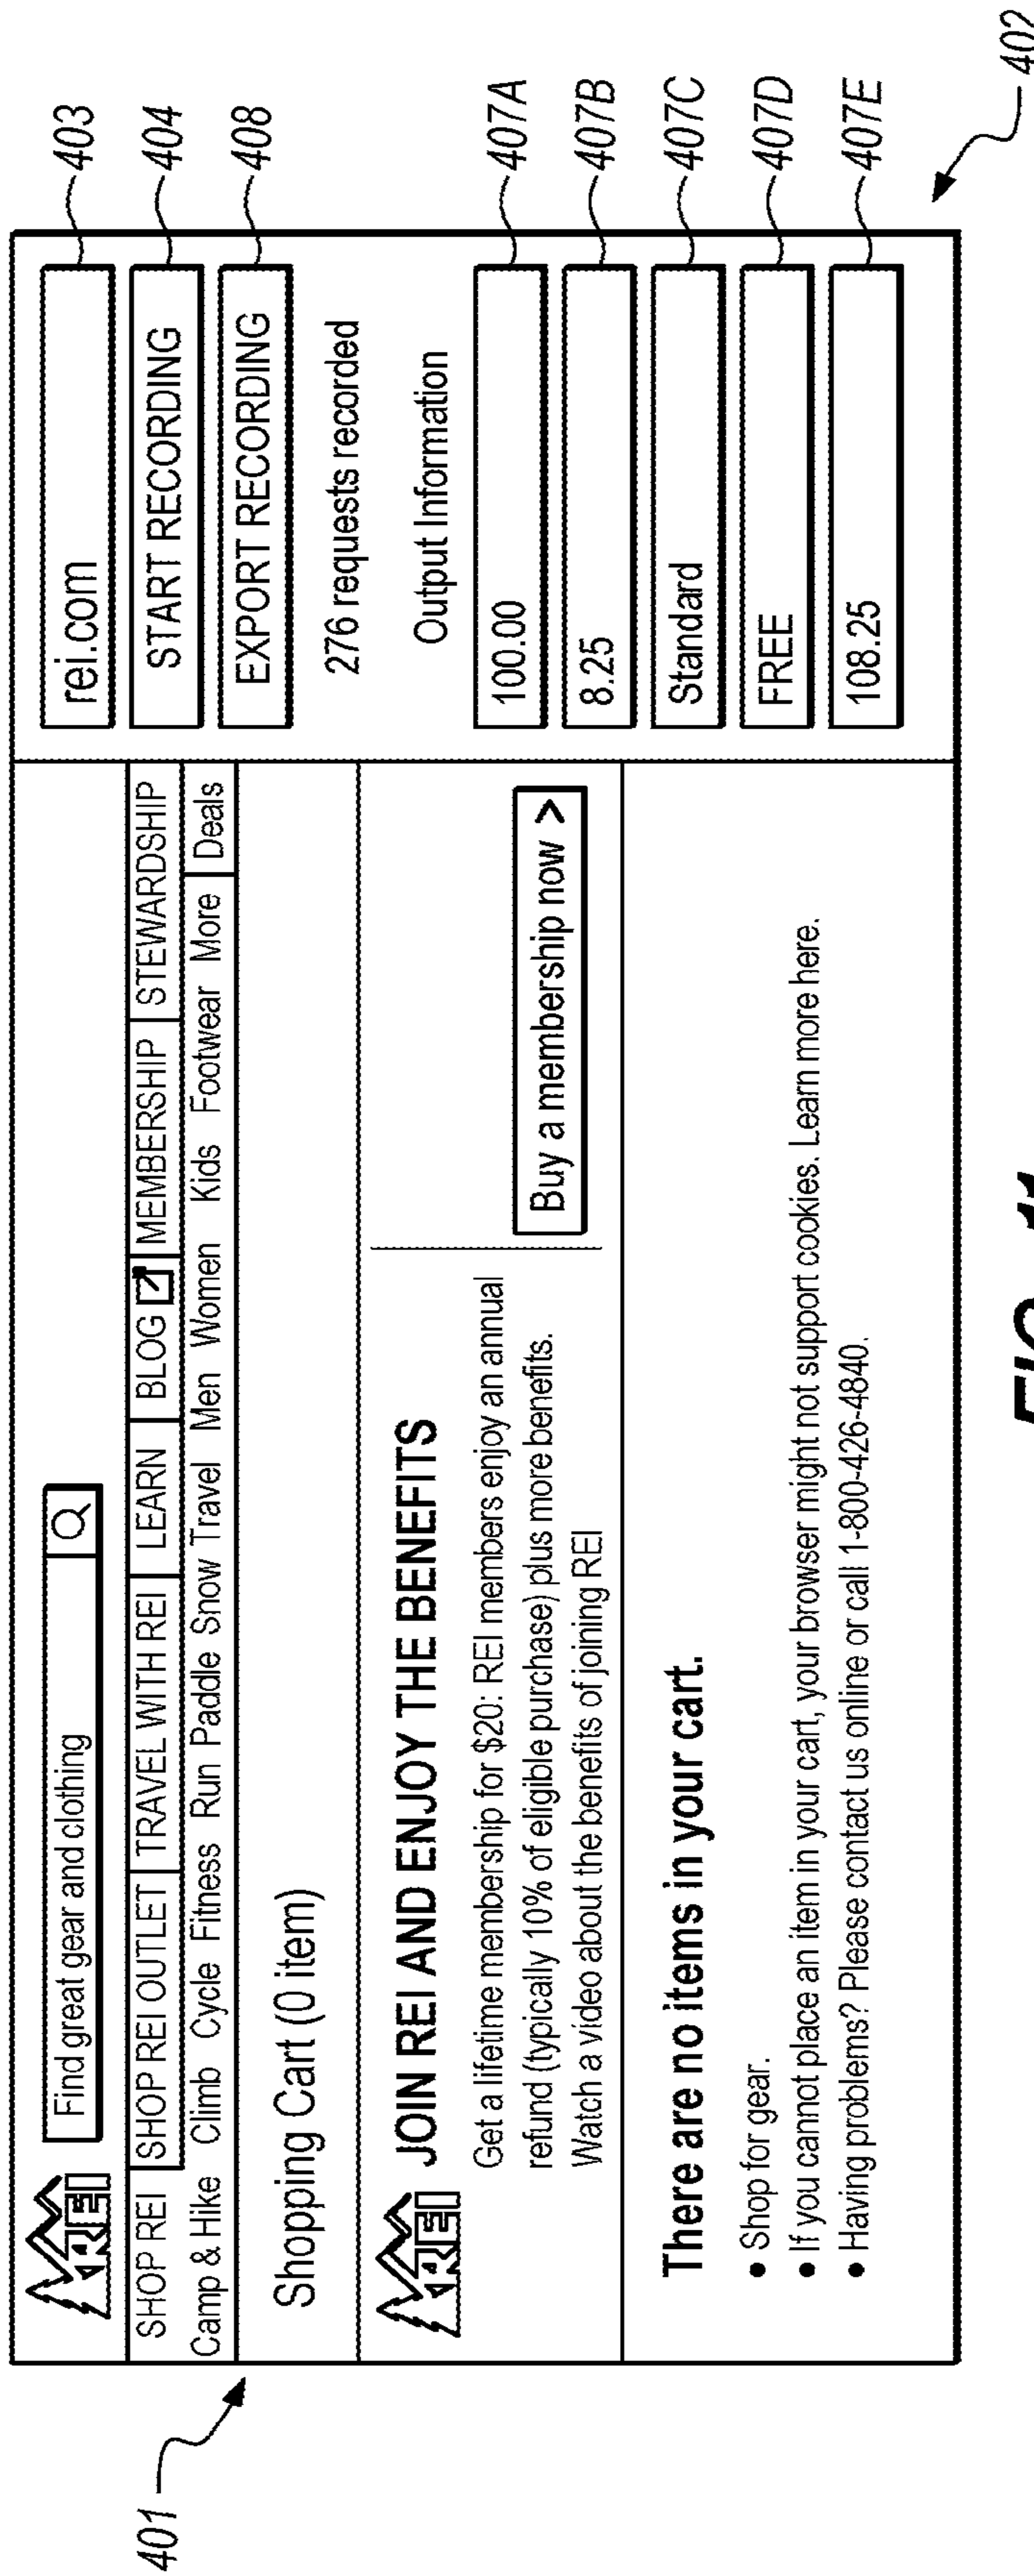 REI
Find great gear and clothing
SHOP REI SHOP REI OUTLET TRAVEL WITH REI LEARN BLOG MEMBERSHIP STEWARDSHIP
Camp & Hike Climb Cycle Fitness Run Paddle Snow Travel Men Women Kids Footwear More Deals
Shopping Cart (0 item)
REI
JOIN REI AND ENJOY THE BENEFITS
Get a lifetime membership for $20: REI members enjoy an annual
refund (typically 10% of eligible purchase) plus more benefits.
Watch a video about the benefits of joining REI
Buy a membership now >
There are no items in your cart.
• Shop for gear.
• If you cannot place an item in your cart, your browser might not support cookies. Learn more here.
• Having problems? Please contact us online or call 1-800-426-4840.
rei.com
403
START RECORDING
404
EXPORT RECORDING
408
276 requests recorded
Output Information
100.00
407A
8.25
407B
Standard
407C
FREE
407D
108.25
407E
401
402